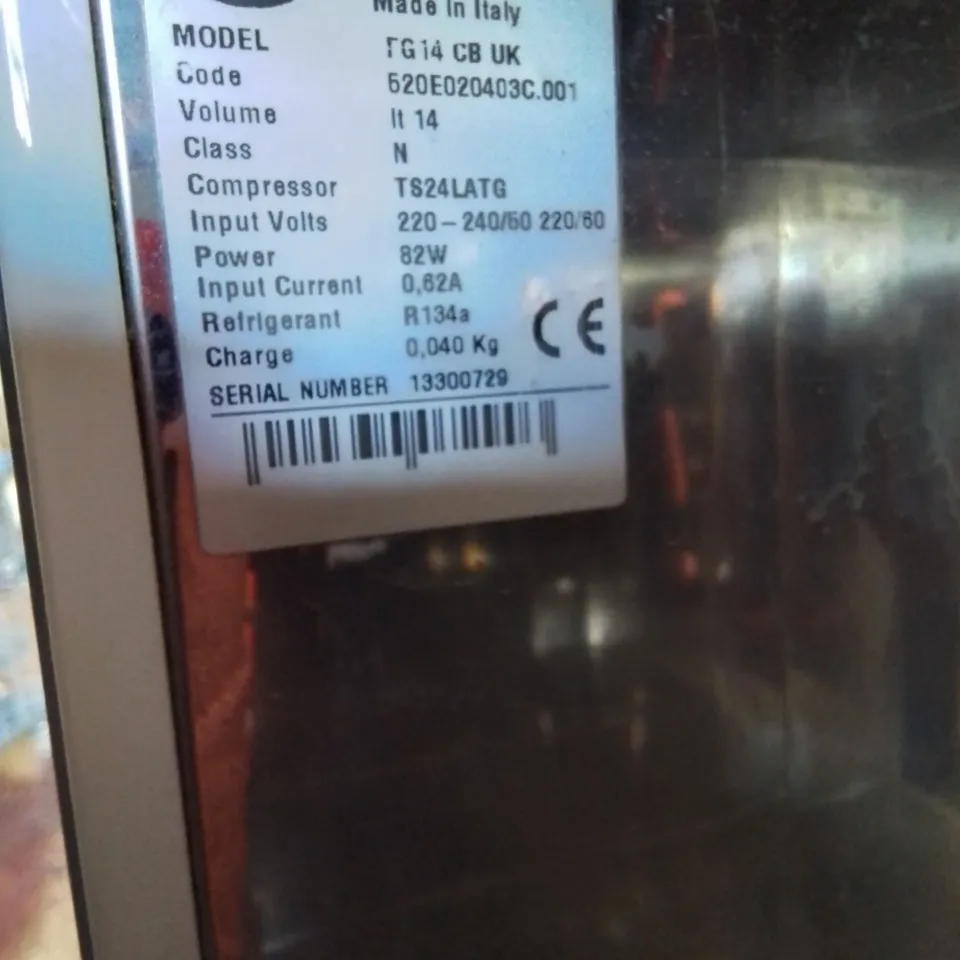 Made in Italy
MODEL FG14 CB UK
Code 620E020403C.001
Volume lt 14
Class N
Compressor TS24LATG
Input Volts 220 – 240/50 220/60
Power 82W
Input Current 0,62A
Refrigerant R134a
Charge 0,040 Kg
CE
SERIAL NUMBER 13300729